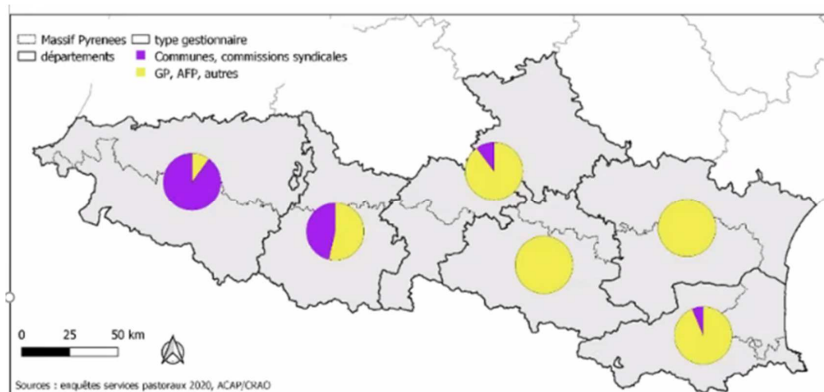 Massif Pyrenees
départements
type gestionnaire
Communes, commissions syndicales
GP, AFP, autres
0 25 50 km
Sources : enquêtes services pastoraux 2020, ACAP/CRAO